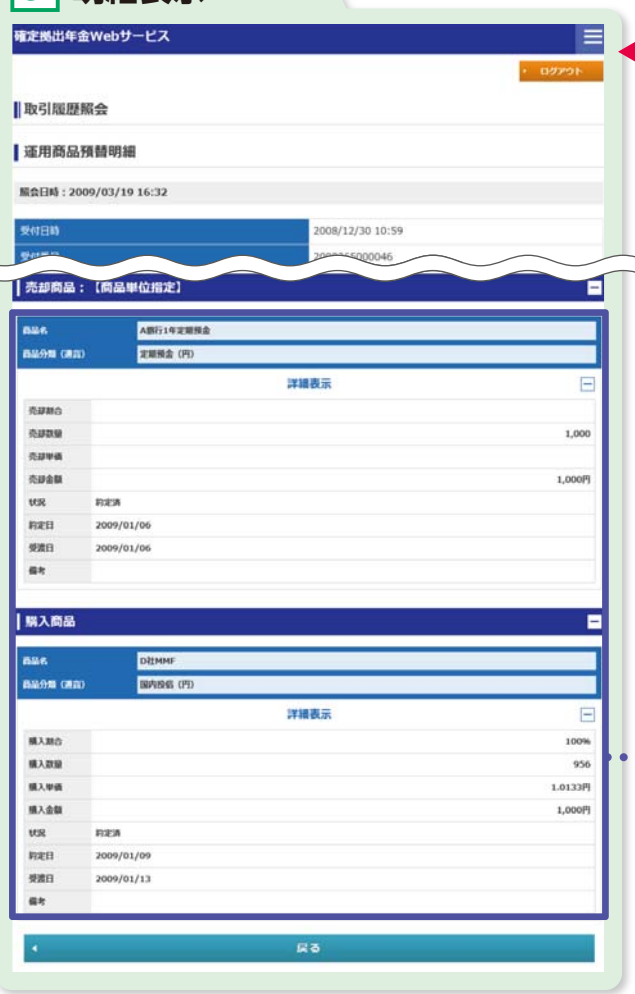 確定拠出年金Webサービス
ログアウト
取引履歴照会
運用商品預替明細
照会日時：2009/03/19 16:32
受付日時 2008/12/30 10:59
売却商品：【商品単位指定】
商品名 A銀行1年定期預金
商品分類（通貨） 定期預金（円）
詳細表示
売却割合
売却数量 1,000
売却単価
売却金額 1,000円
状況 約定済
約定日 2009/01/06
受渡日 2009/01/06
備考
購入商品
商品名 D社MMF
商品分類（通貨） 国内投信（円）
詳細表示
購入割合 100%
購入数量 956
購入単価 1.0133円
購入金額 1,000円
状況 約定済
約定日 2009/01/09
受渡日 2009/01/13
備考
戻る